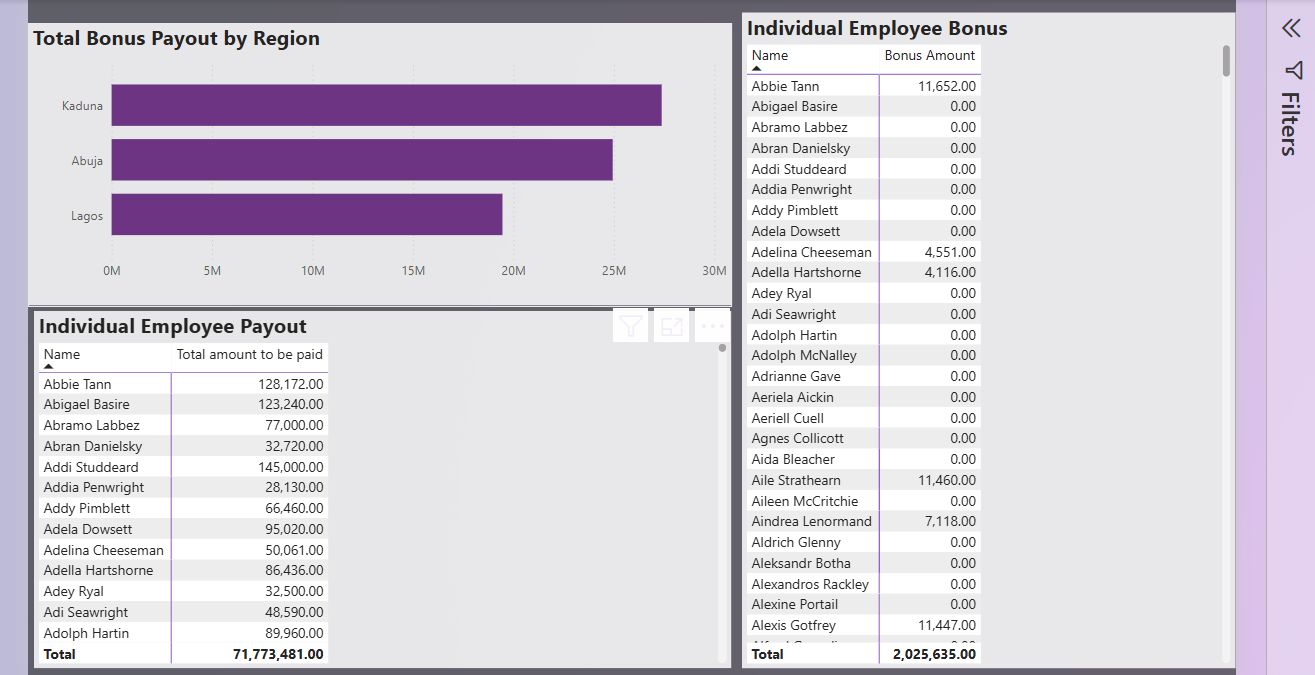 Total Bonus Payout by Region
Kaduna
Abuja
Lagos
0M 5M 10M 15M 20M 25M 30M
Individual Employee Payout
Name Total amount to be paid
Abbie Tann 128,172.00
Abigael Basire 123,240.00
Abramo Labbez 77,000.00
Abran Danielsky 32,720.00
Addi Studdeard 145,000.00
Addia Penwright 28,130.00
Addy Pimblett 66,460.00
Adela Dowsett 95,020.00
Adelina Cheeseman 50,061.00
Adella Hartshorne 86,436.00
Adey Ryal 32,500.00
Adi Seawright 48,590.00
Adolph Hartin 89,960.00
Total 71,773,481.00
Individual Employee Bonus
Name Bonus Amount
Abbie Tann 11,652.00
Abigael Basire 0.00
Abramo Labbez 0.00
Abran Danielsky 0.00
Addi Studdeard 0.00
Addia Penwright 0.00
Addy Pimblett 0.00
Adela Dowsett 0.00
Adelina Cheeseman 4,551.00
Adella Hartshorne 4,116.00
Adey Ryal 0.00
Adi Seawright 0.00
Adolph Hartin 0.00
Adolph McNalley 0.00
Adrianne Gave 0.00
Aeriela Aickin 0.00
Aeriell Cuell 0.00
Agnes Collicott 0.00
Aida Bleacher 0.00
Aile Strathearn 11,460.00
Aileen McCritchie 0.00
Aindrea Lenormand 7,118.00
Aldrich Glenny 0.00
Aleksandr Botha 0.00
Alexandros Rackley 0.00
Alexine Portail 0.00
Alexis Gotfrey 11,447.00
Total 2,025,635.00
Filters